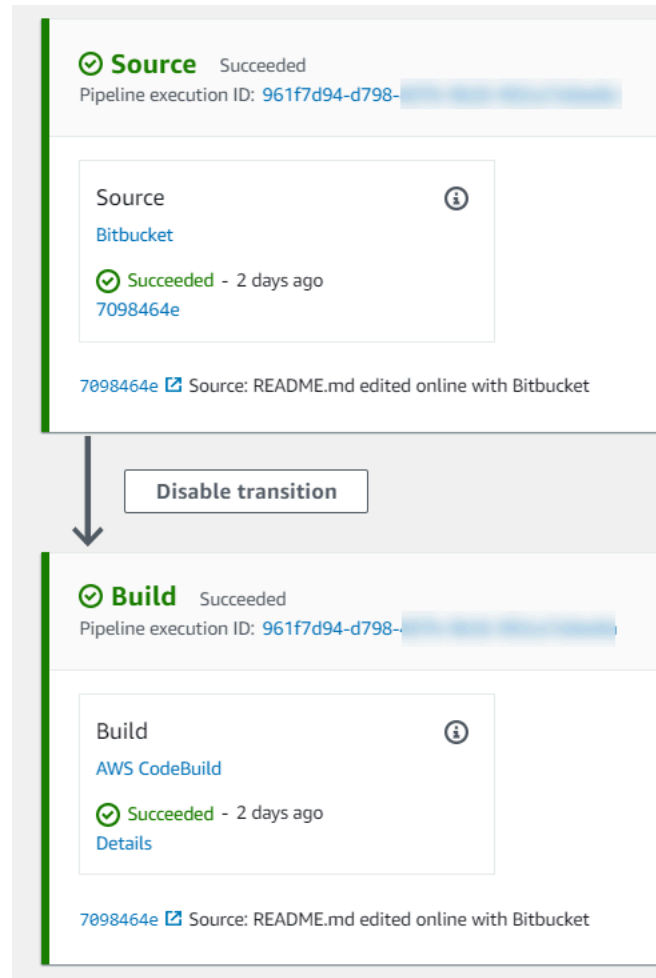 Source Succeeded
Pipeline execution ID: 961f7d94-d798-
Source
Bitbucket
Succeeded - 2 days ago
7098464e
7098464e Source: README.md edited online with Bitbucket
Disable transition
Build Succeeded
Pipeline execution ID: 961f7d94-d798-
Build
AWS CodeBuild
Succeeded - 2 days ago
Details
7098464e Source: README.md edited online with Bitbucket